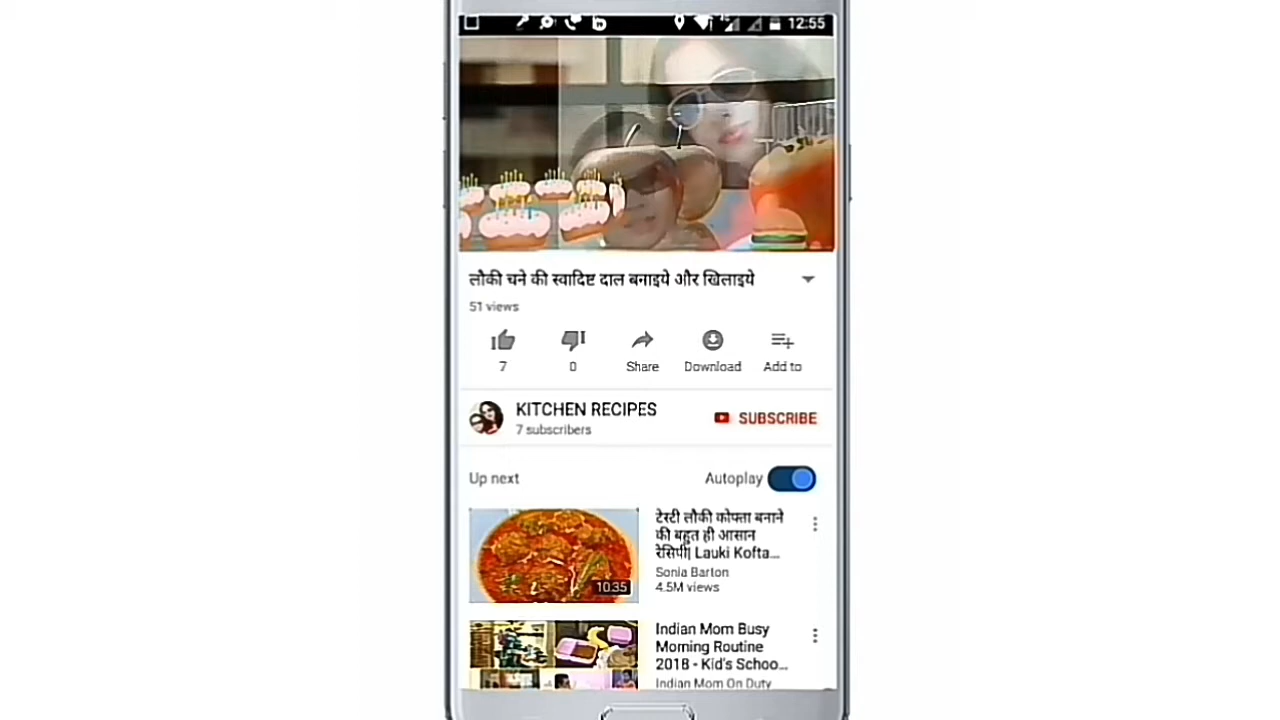 12:55
लौकी चने की स्वादिष्ट दाल बनाइये और खिलाइये
51 views
7
0
Share
Download
Add to
KITCHEN RECIPES
SUBSCRIBE
7 subscribers
Up next
Autoplay
टेस्टी लौकी कोफ्ता बनाने
की बहुत ही आसान
रेसिपी| Lauki Kofta...
Sonia Barton
4.5M views
10:35
Indian Mom Busy
Morning Routine
2018 - Kid's Schoo...
Indian Mom On Duty